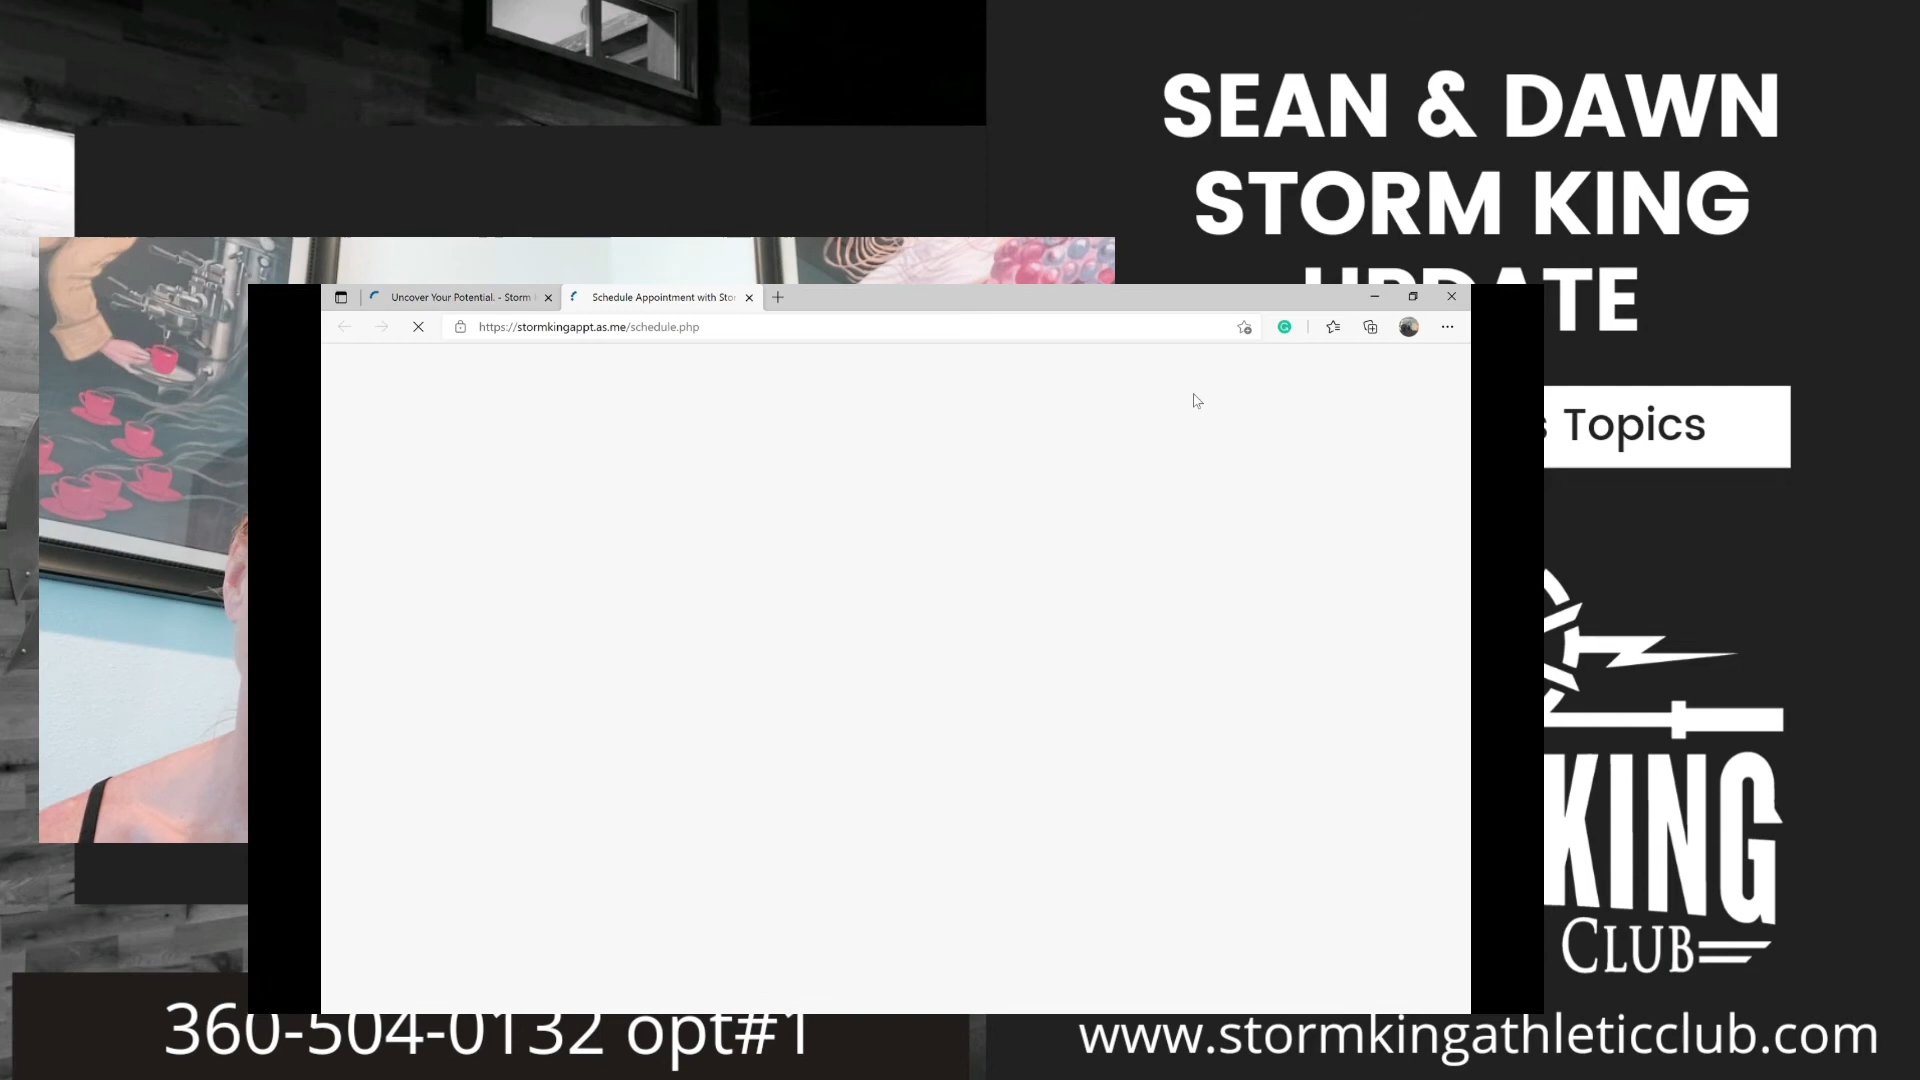 SEAN & DAWN
STORM KING
UPDATE
Uncover Your Potential. - Storm
Schedule Appointment with Stor
https://stormkingappt.as.me/schedule.php
s Topics
KING
CLUB
360-504-0132 opt#1
www.stormkingathleticclub.com